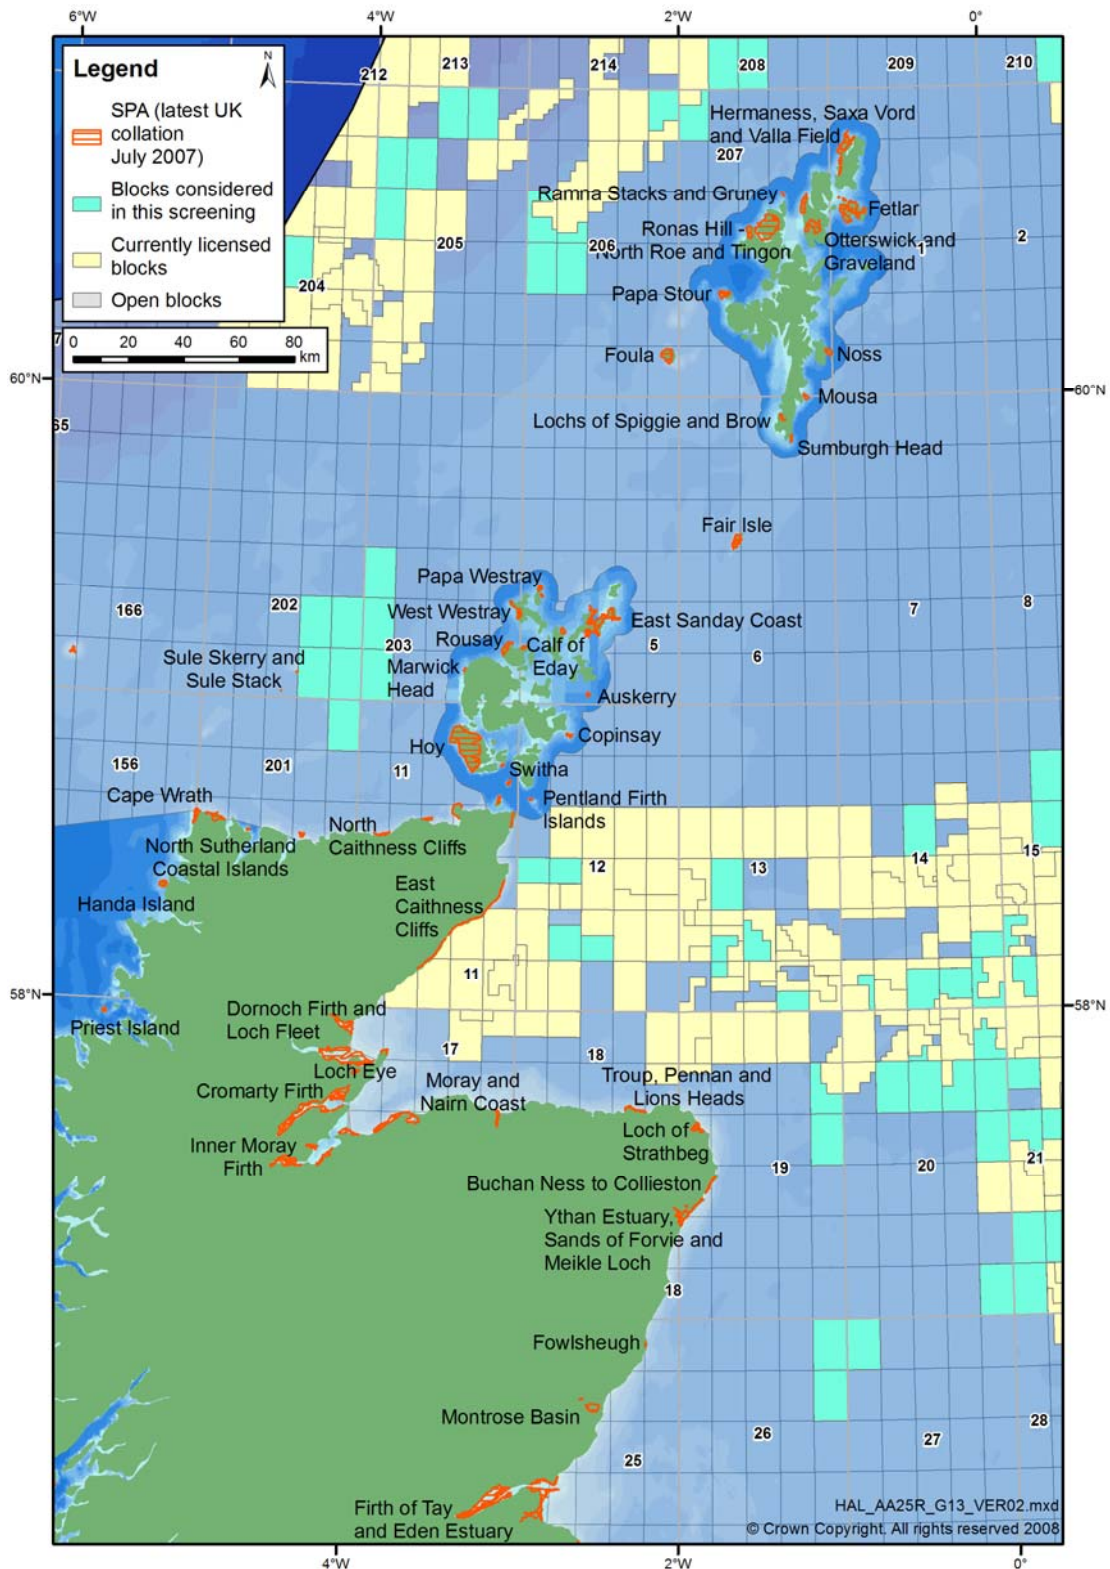 6°W 4°W 2°W 0°
Legend
N
SPA (latest UK
collation
July 2007)
Blocks considered
in this screening
Currently licensed
blocks
Open blocks
0 20 40 60 80
km
212 213 214 208 209 210
Hermaness, Saxa Vord
and Valla Field
207
Ramna Stacks and Gruney
Fetlar
Ronas Hill -
North Roe and Tingon
Otterswick and
Graveland
205 206 1 2
204
Papa Stour
Foula
Noss
60°N 60°N
Mousa
Lochs of Spiggie and Brow
Sumburgh Head
65
Fair Isle
Papa Westray
West Westray
East Sanday Coast
166 202 7 8
Rousay
203
Calf of
Eday
5 6
Sule Skerry and
Sule Stack
Marwick
Head
Auskerry
Hoy
Copinsay
156 201 11
Switha
Cape Wrath
Pentland Firth
Islands
North
Caithness Cliffs
North Sutherland
Coastal Islands
12 13 14 15
East
Caithness
Cliffs
Handa Island
11
58°N 58°N
Dornoch Firth and
Loch Fleet
Priest Island
17 18
Loch Eye
Moray and
Nairn Coast
Troup, Pennan and
Lions Heads
Cromarty Firth
Loch of
Strathbeg
Inner Moray
Firth
19 20 21
Buchan Ness to Collieston
Ythan Estuary,
Sands of Forvie and
Meikle Loch
18
Fowlsheugh
Montrose Basin
25 26 27 28
Firth of Tay
and Eden Estuary
HAL_AA25R_G13_VER02.mxd
© Crown Copyright. All rights reserved 2008
4°W 2°W 0°